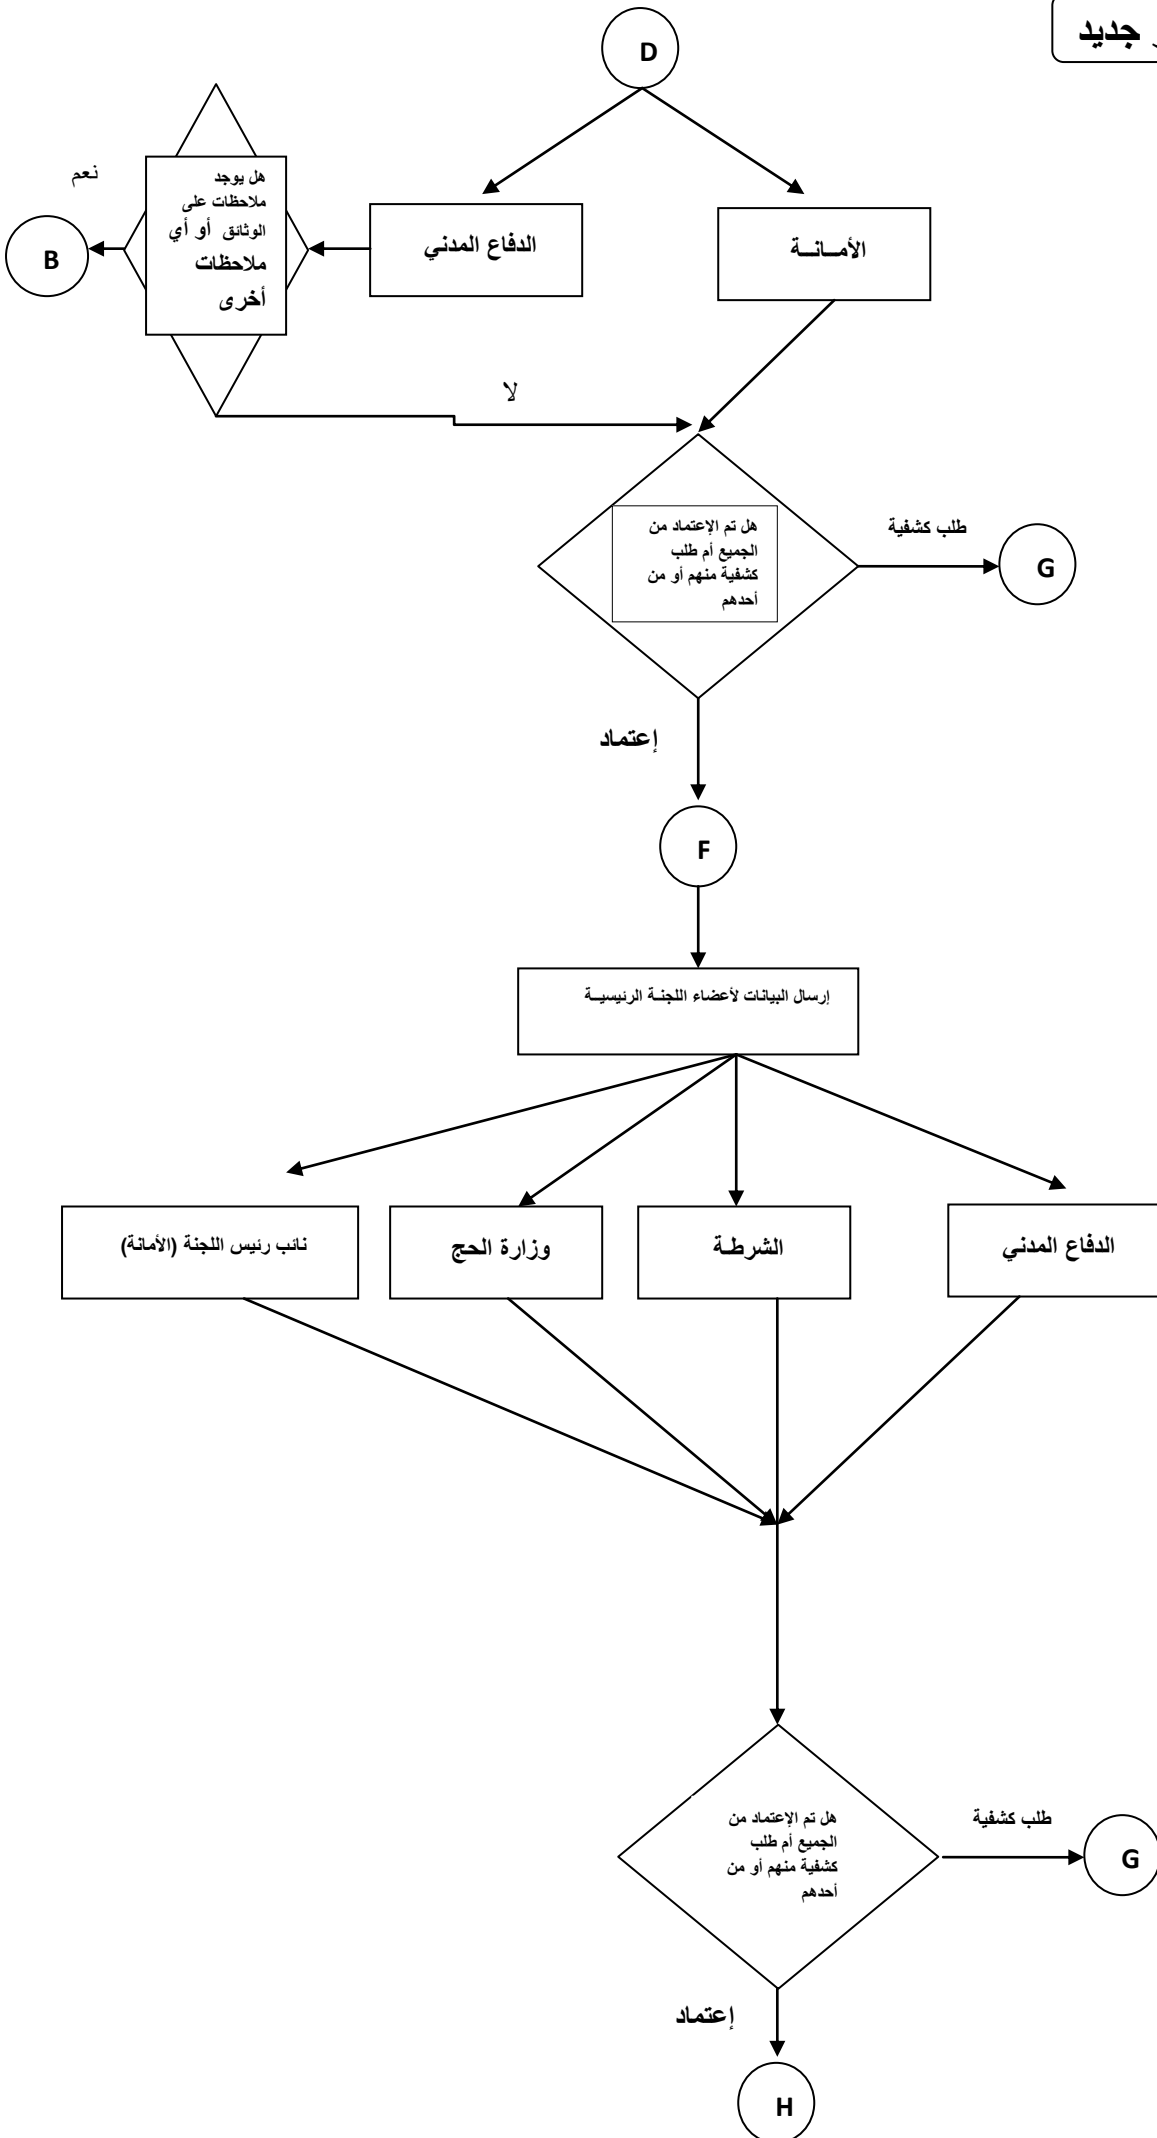 جديد
D
نعم
هل يوجد
ملاحظات على
الوثائق أو أي
ملاحظات
أخرى
B
الدفاع المدني
الأمــانــة
لا
هل تم الإعتماد من
الجميع أم طلب
كشفية منهم أو من
أحدهم
طلب كشفية
G
إعتماد
F
إرسال البيانات لأعضاء اللجنـة الرئيسيــة
الدفاع المدني
الشرطـة
وزارة الحج
نائب رئيس اللجنة (الأمانة)
هل تم الإعتماد من
الجميع أم طلب
كشفية منهم أو من
أحدهم
طلب كشفية
G
إعتماد
H